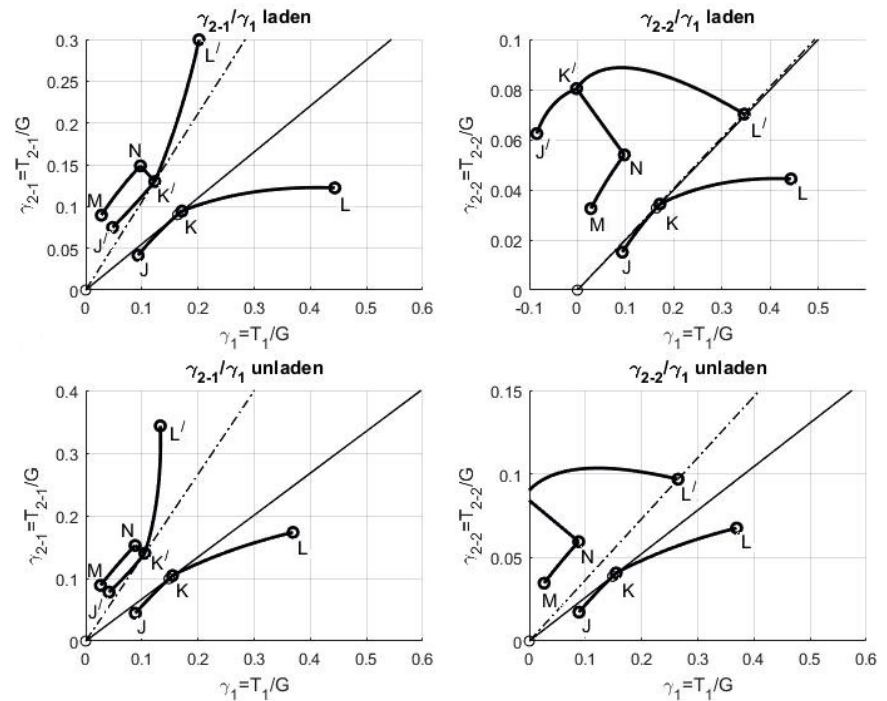 γ₂₋₁/γ₁ laden
γ₂₋₁=T₂₋₁/G
0.3
0.25
0.2
0.15
0.1
0.05
0
L/
N
M
K/
J/
K
L
J
0 0.1 0.2 0.3 0.4 0.5 0.6
γ₁=T₁/G
γ₂₋₂/γ₁ laden
γ₂₋₂=T₂₋₂/G
0.1
0.08
0.06
0.04
0.02
0
K/
J/
L/
N
M
K
L
J
-0.1 0 0.1 0.2 0.3 0.4 0.5
γ₁=T₁/G
γ₂₋₁/γ₁ unladen
γ₂₋₁=T₂₋₁/G
0.4
0.3
0.2
0.1
0
L/
N
M
K/
J/
K
L
J
0 0.1 0.2 0.3 0.4 0.5 0.6
γ₁=T₁/G
γ₂₋₂/γ₁ unladen
γ₂₋₂=T₂₋₂/G
0.15
0.1
0.05
0
L/
N
M
K
L
J
0 0.1 0.2 0.3 0.4 0.5 0.6
γ₁=T₁/G